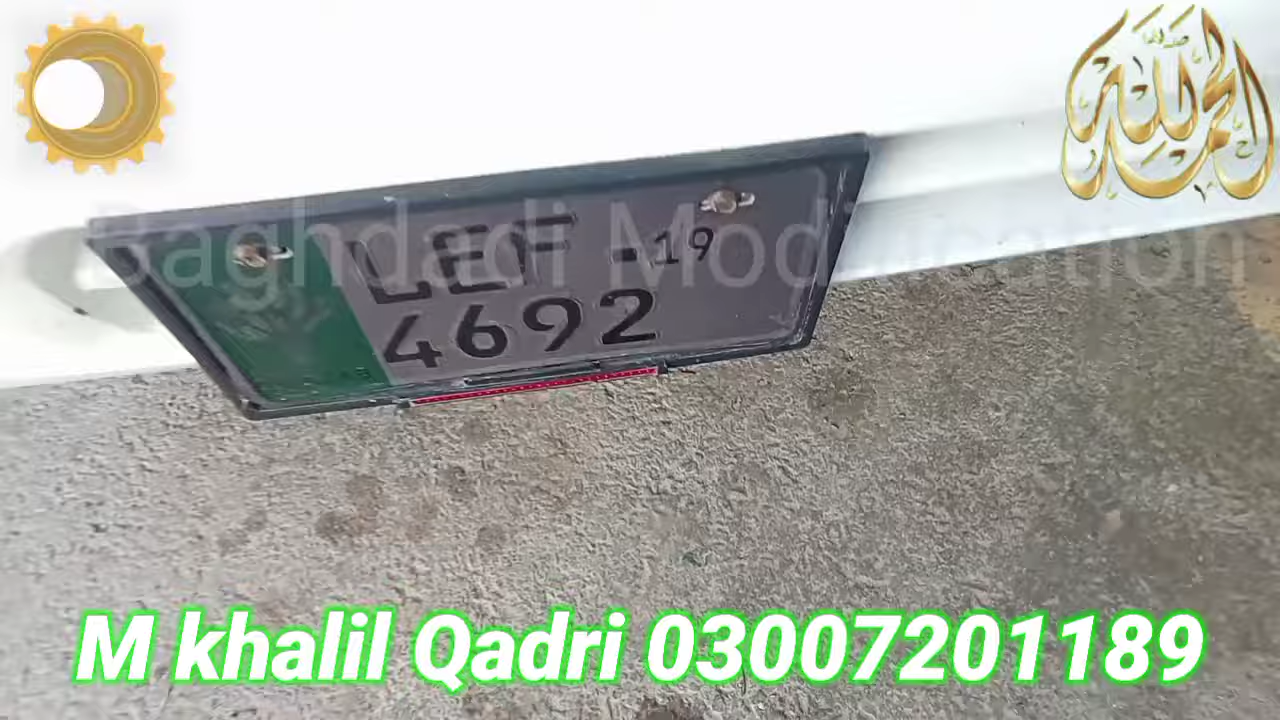 الحمد لله
Baghdadi Modification
LEF -19
4692
M khalil Qadri 03007201189